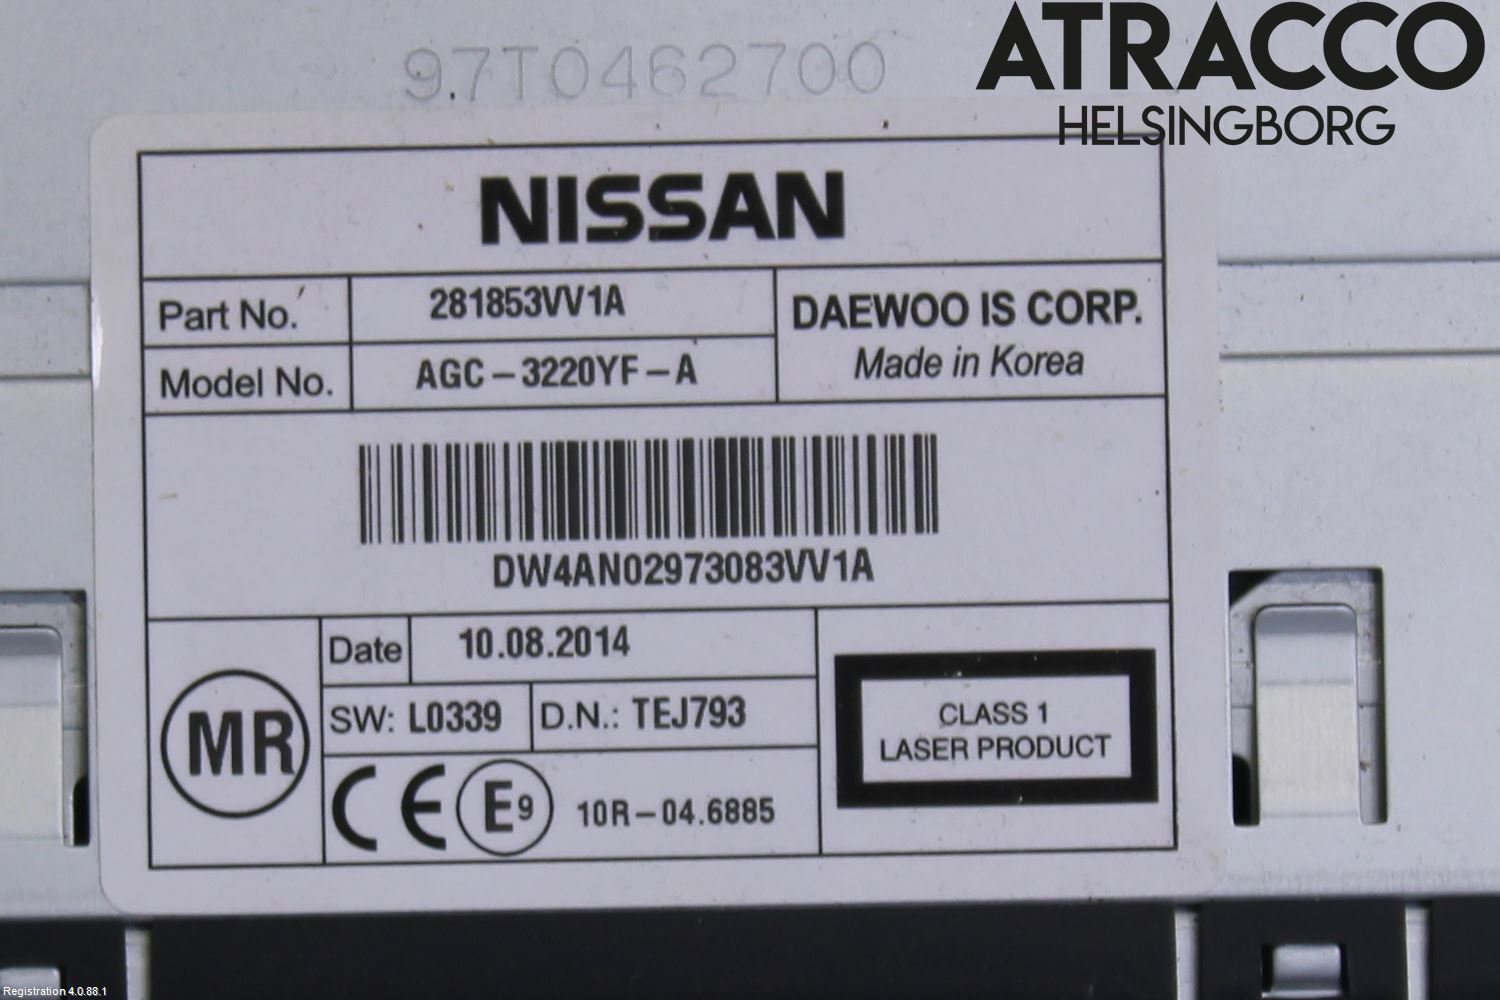 ATRACCO
HELSINGBORG
9.7T0462700
NISSAN
Part No. 281853VV1A
Model No. AGC-3220YF-A
DAEWOO IS CORP.
Made in Korea
DW4AN02973083VV1A
MR
Date 10.08.2014
SW: L0339 D.N.: TEJ793
CE E9 10R-04.6885
CLASS 1
LASER PRODUCT
Registration 4.0.88.1